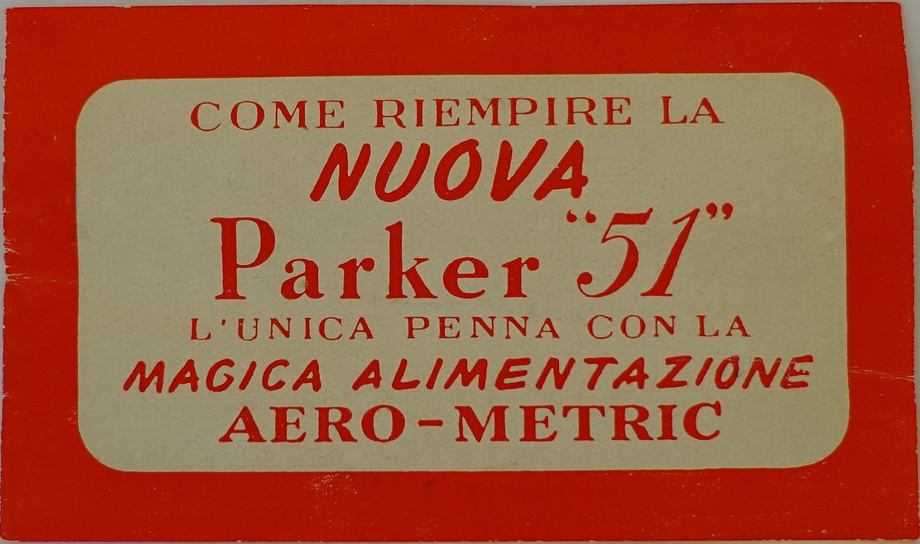 COME RIEMPIRE LA
NUOVA
Parker “51”
L'UNICA PENNA CON LA
MAGICA ALIMENTAZIONE
AERO-METRIC